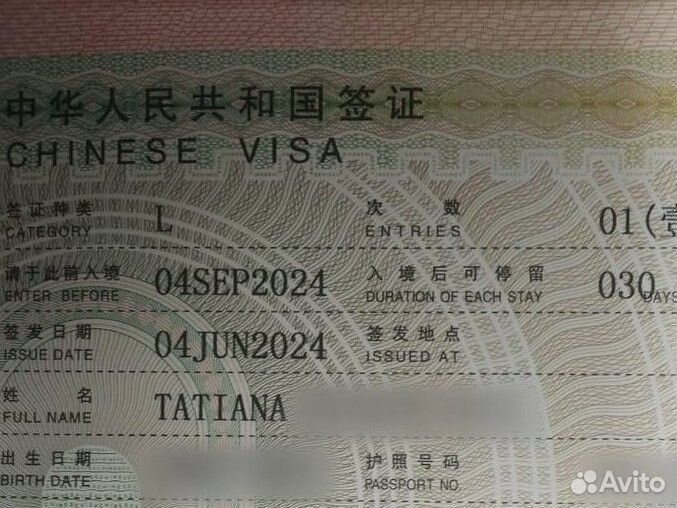 中华人民共和国签证
CHINESE VISA
签证种类 L 次数 01(壹
CATEGORY ENTRIES
请于此前入境 04SEP2024 入境后可停留 030
ENTER BEFORE DURATION OF EACH STAY DAYS
签发日期 04JUN2024 签发地点
ISSUE DATE ISSUED AT
姓名 TATIANA
FULL NAME
出生日期 护照号码
BIRTH DATE PASSPORT NO.
Avito